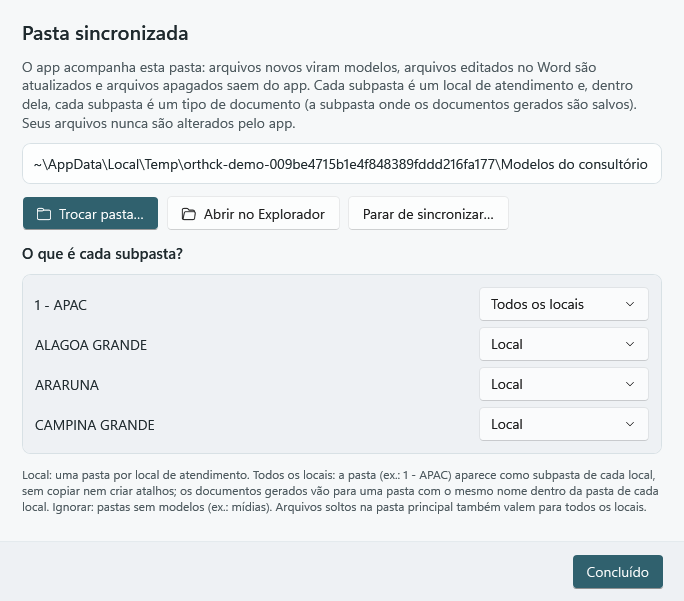 Pasta sincronizada
O app acompanha esta pasta: arquivos novos viram modelos, arquivos editados no Word são
atualizados e arquivos apagados saem do app. Cada subpasta é um local de atendimento e, dentro
dela, cada subpasta é um tipo de documento (a subpasta onde os documentos gerados são salvos).
Seus arquivos nunca são alterados pelo app.
~\AppData\Local\Temp\orthck-demo-009be4715b1e4f848389fddd216fa177\Modelos do consultório
Trocar pasta... Abrir no Explorador Parar de sincronizar...
O que é cada subpasta?
1 - APAC Todos os locais
ALAGOA GRANDE Local
ARARUNA Local
CAMPINA GRANDE Local
Local: uma pasta por local de atendimento. Todos os locais: a pasta (ex.: 1 - APAC) aparece como subpasta de cada local,
sem copiar nem criar atalhos; os documentos gerados vão para uma pasta com o mesmo nome dentro da pasta de cada
local. Ignorar: pastas sem modelos (ex.: mídias). Arquivos soltos na pasta principal também valem para todos os locais.
Concluído